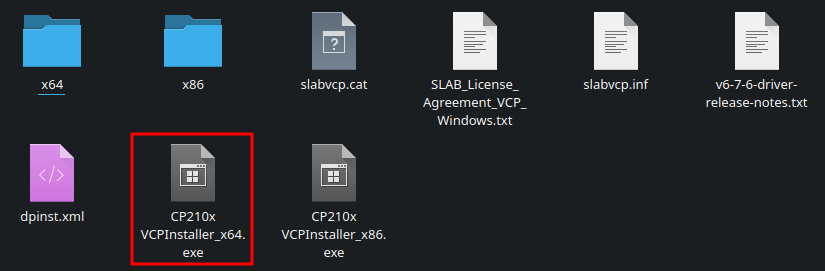 x64
x86
slabvcp.cat
SLAB_License_
Agreement_VCP_
Windows.txt
slabvcp.inf
v6-7-6-driver-
release-notes.txt
dpinst.xml
CP210x
VCPInstaller_x64.
exe
CP210x
VCPInstaller_x86.
exe